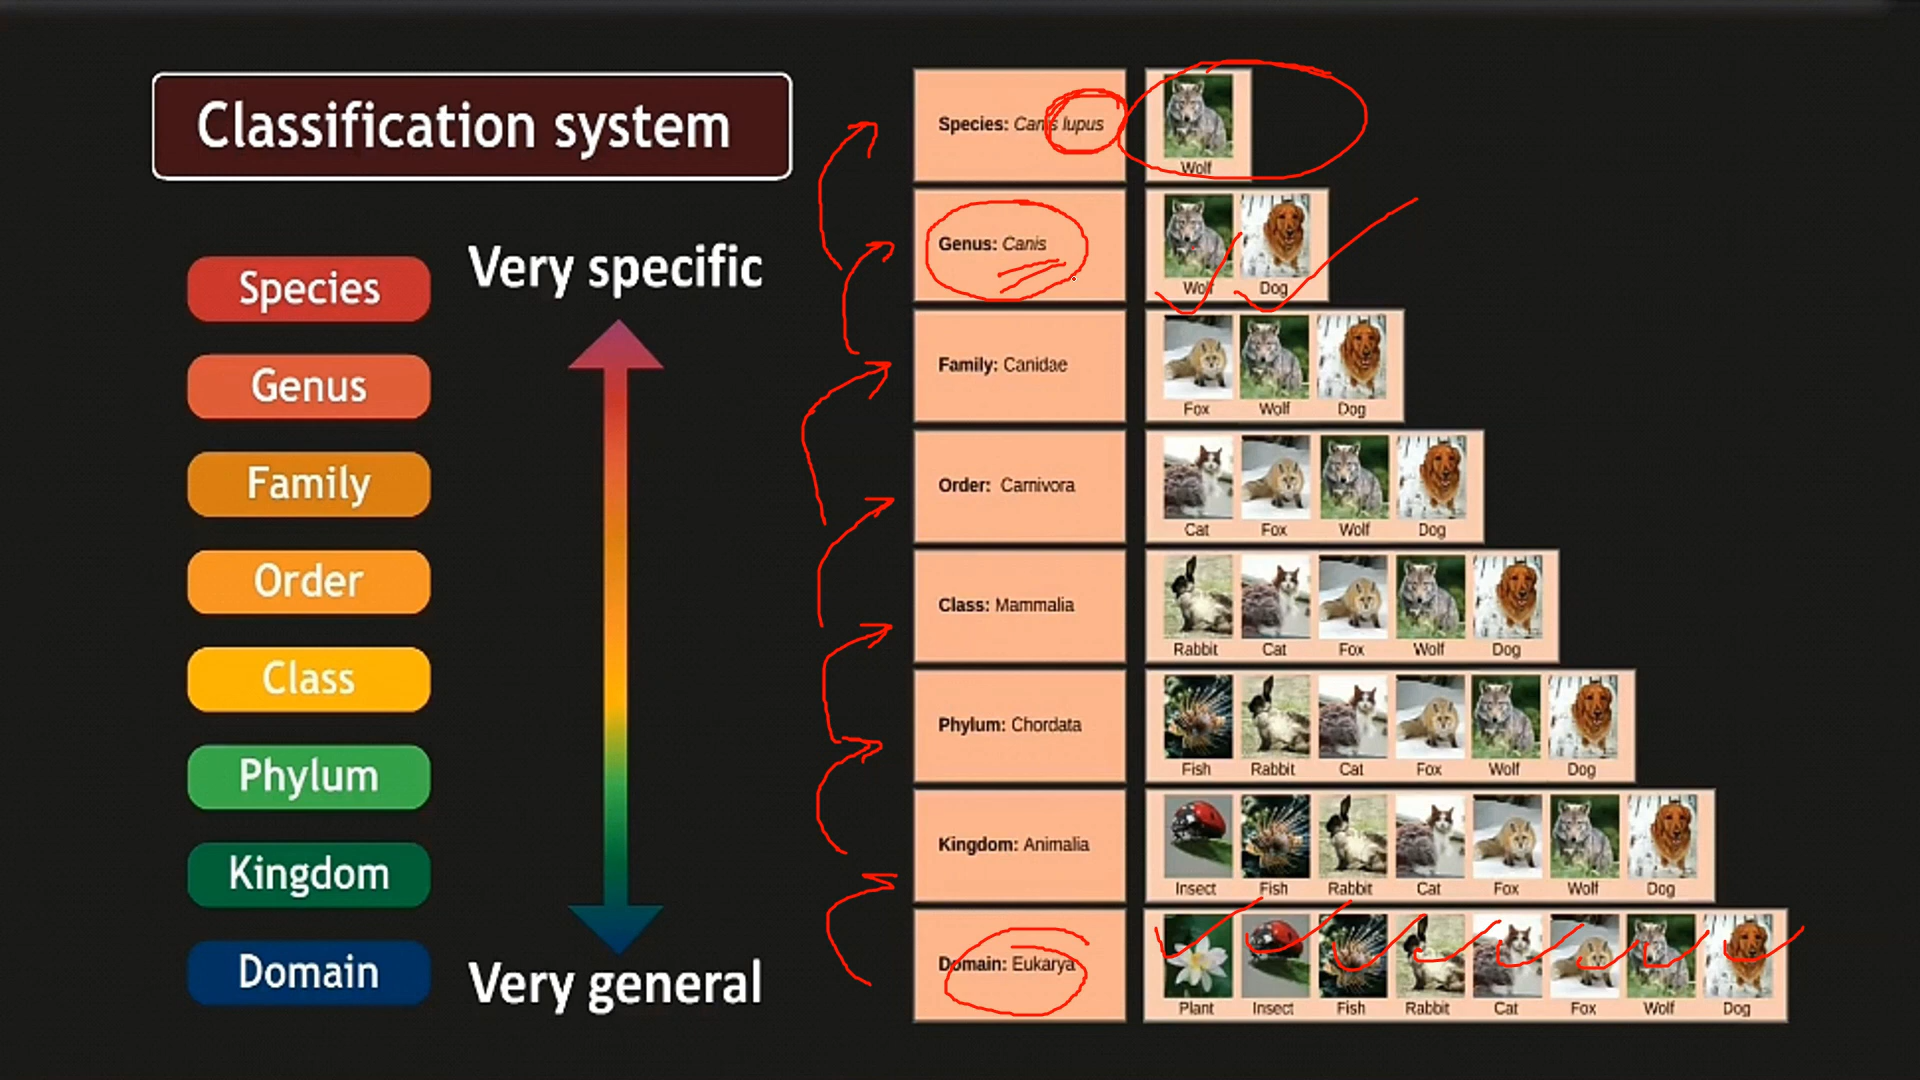 Classification system
Very specific
Species
Genus
Family
Order
Class
Phylum
Kingdom
Domain
Very general
Species: Canis lupus
Wolf
Genus: Canis
Wolf Dog
Family: Canidae
Fox Wolf Dog
Order: Carnivora
Cat Fox Wolf Dog
Class: Mammalia
Rabbit Cat Fox Wolf Dog
Phylum: Chordata
Fish Rabbit Cat Fox Wolf Dog
Kingdom: Animalia
Insect Fish Rabbit Cat Fox Wolf Dog
Domain: Eukarya
Plant Insect Fish Rabbit Cat Fox Wolf Dog